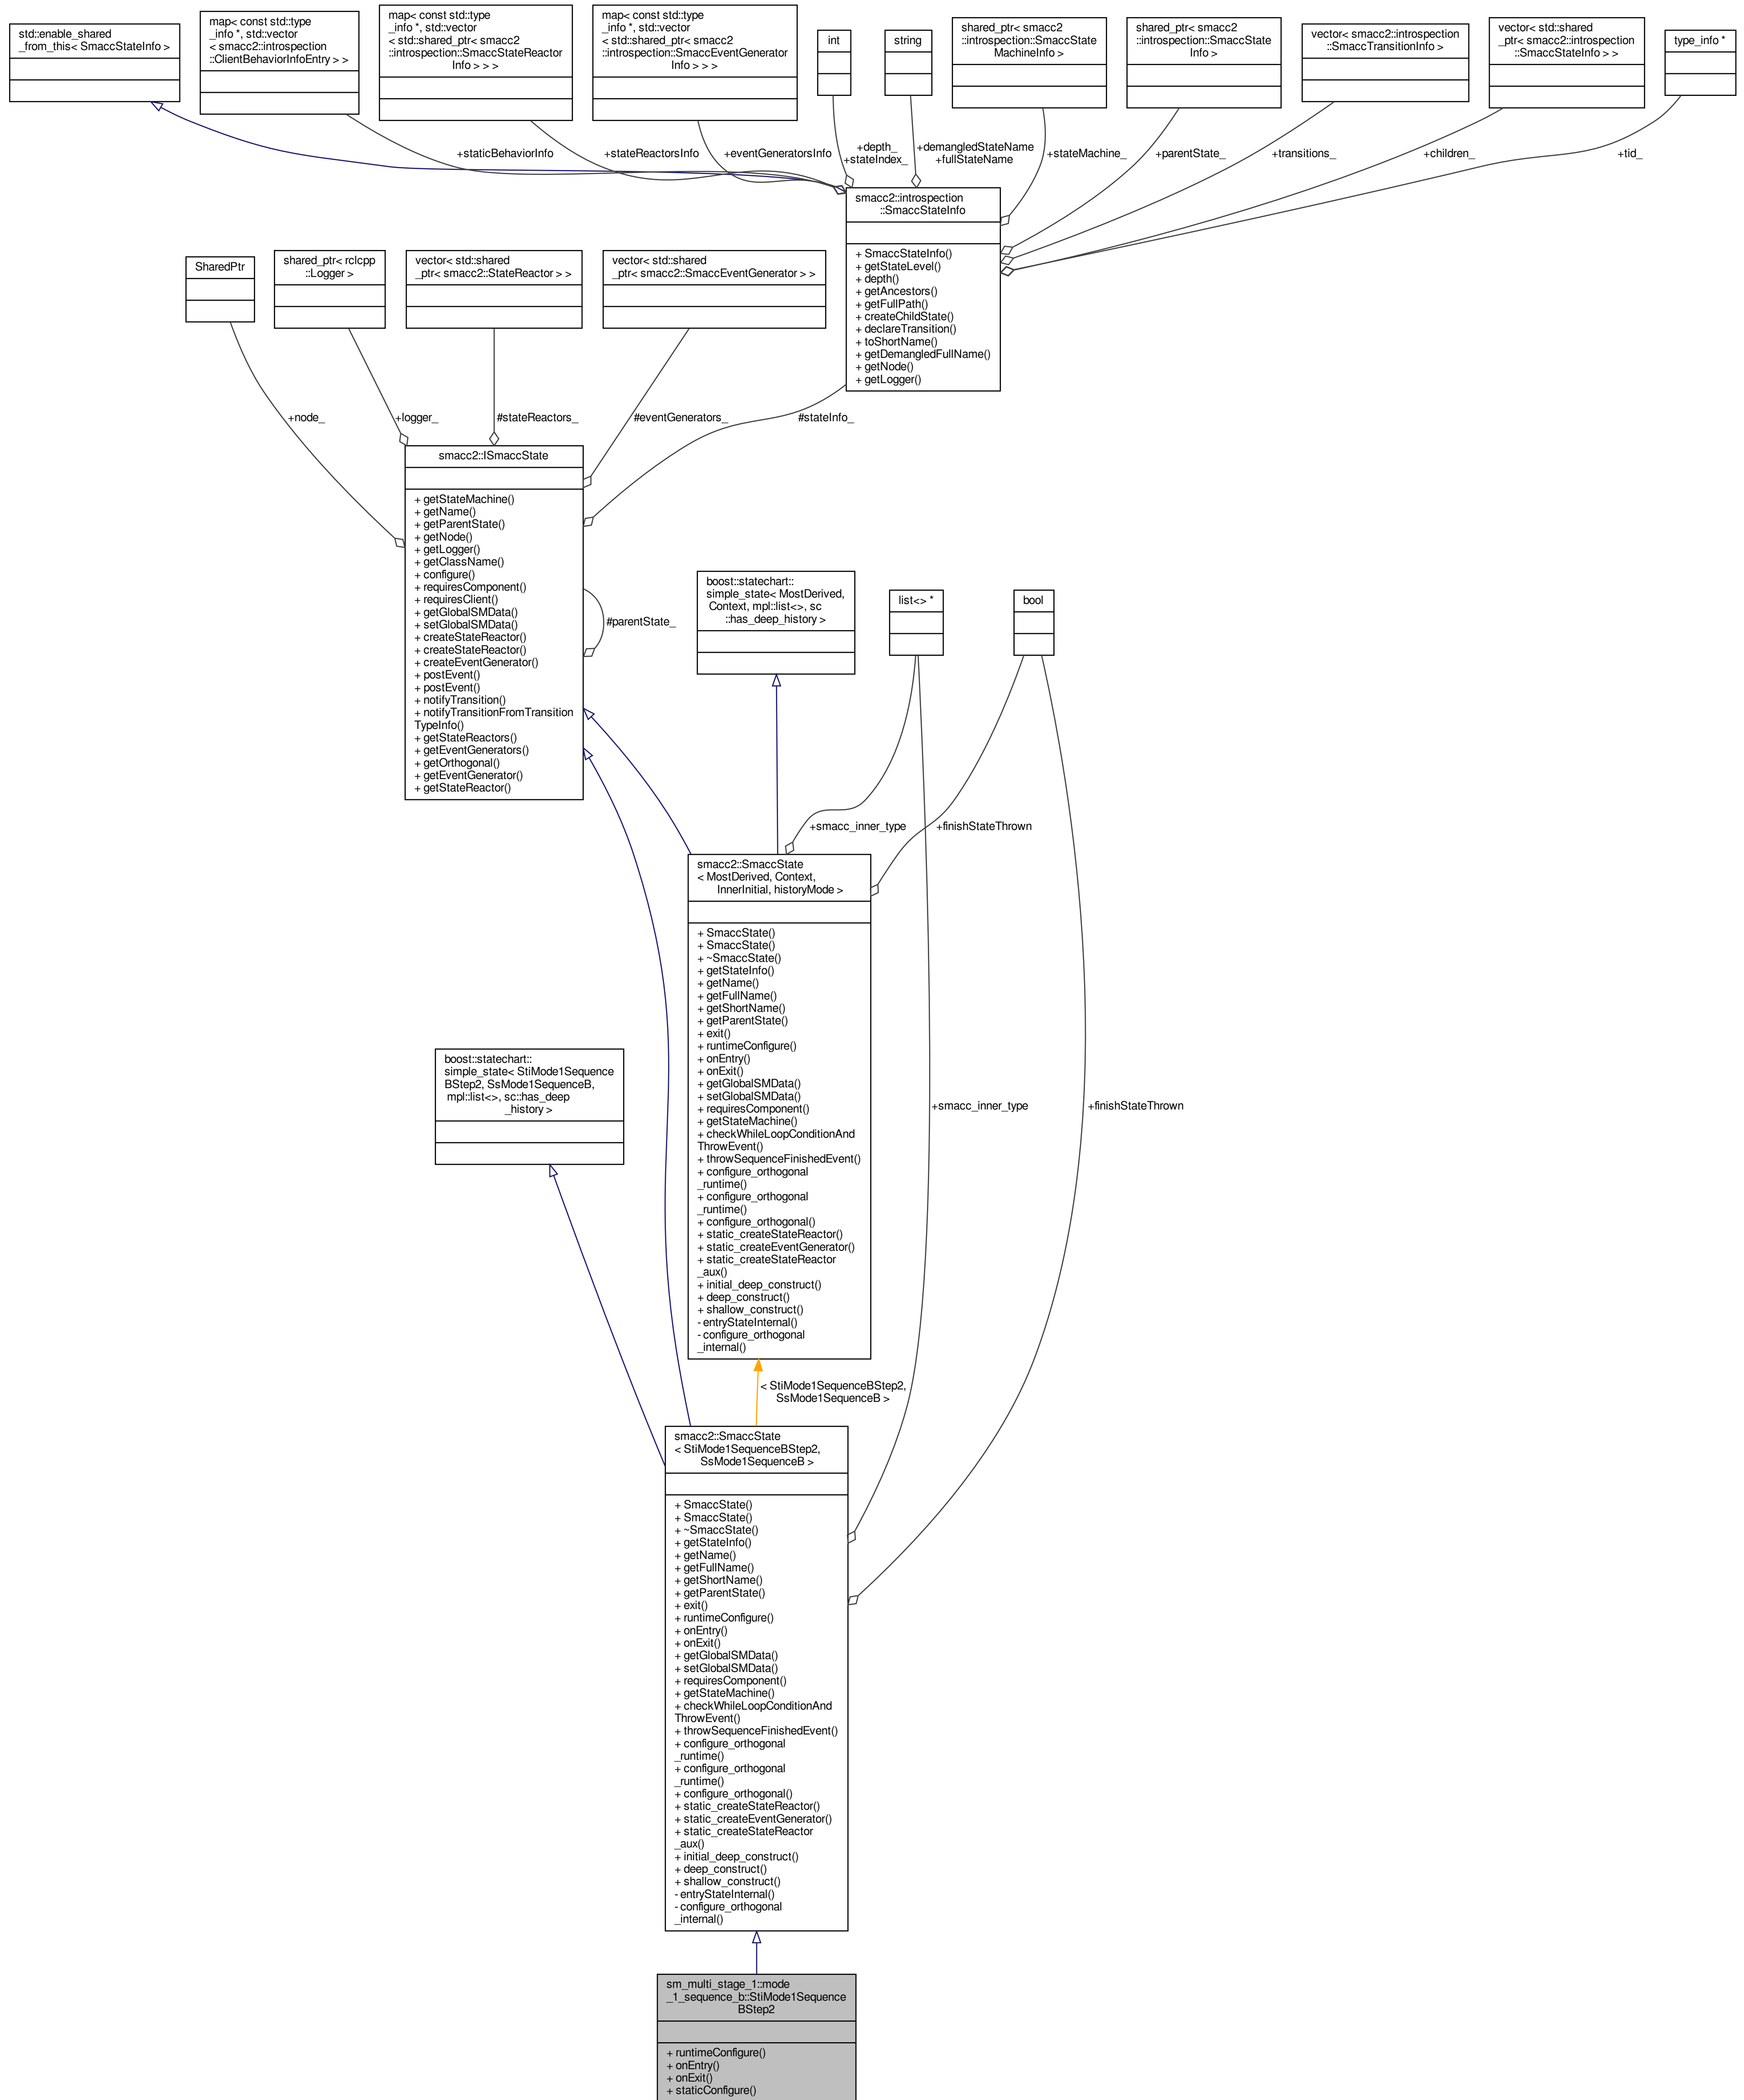 std::enable_shared
_from_this< SmaccStateInfo >
map< const std::type
_info *, std::vector
< smacc2::introspection
::ClientBehaviorInfoEntry > >
map< const std::type
_info *, std::vector
< std::shared_ptr< smacc2
::introspection::SmaccStateReactor
Info > > >
map< const std::type
_info *, std::vector
< std::shared_ptr< smacc2
::introspection::SmaccEventGenerator
Info > > >
int
string
shared_ptr< smacc2
::introspection::SmaccState
MachineInfo >
shared_ptr< smacc2
::introspection::SmaccState
Info >
vector< smacc2::introspection
::SmaccTransitionInfo >
vector< std::shared
_ptr< smacc2::introspection
::SmaccStateInfo > >
type_info *
+staticBehaviorInfo
+stateReactorsInfo
+eventGeneratorsInfo
+depth_
+stateIndex_
+demangledStateName
+fullStateName
+stateMachine_
+parentState_
+transitions_
+children_
+tid_
smacc2::introspection
::SmaccStateInfo
+ SmaccStateInfo()
+ getStateLevel()
+ depth()
+ getAncestors()
+ getFullPath()
+ createChildState()
+ declareTransition()
+ toShortName()
+ getDemangledFullName()
+ getNode()
+ getLogger()
SharedPtr
shared_ptr< rclcpp
::Logger >
vector< std::shared
_ptr< smacc2::StateReactor > >
vector< std::shared
_ptr< smacc2::SmaccEventGenerator > >
+node_
+logger_
#stateReactors_
#eventGenerators_
#stateInfo_
smacc2::ISmaccState
+ getStateMachine()
+ getName()
+ getParentState()
+ getNode()
+ getLogger()
+ getClassName()
+ configure()
+ requiresComponent()
+ requiresClient()
+ getGlobalSMData()
+ setGlobalSMData()
+ createStateReactor()
+ createStateReactor()
+ createEventGenerator()
+ postEvent()
+ postEvent()
+ notifyTransition()
+ notifyTransitionFromTransition
TypeInfo()
+ getStateReactors()
+ getEventGenerators()
+ getOrthogonal()
+ getEventGenerator()
+ getStateReactor()
#parentState_
boost::statechart::
simple_state< MostDerived,
Context, mpl::list<>, sc
::has_deep_history >
list<> *
bool
+smacc_inner_type
+finishStateThrown
smacc2::SmaccState
< MostDerived, Context,
InnerInitial, historyMode >
+ SmaccState()
+ SmaccState()
+ ~SmaccState()
+ getStateInfo()
+ getName()
+ getFullName()
+ getShortName()
+ getParentState()
+ exit()
+ runtimeConfigure()
+ onEntry()
+ onExit()
+ getGlobalSMData()
+ setGlobalSMData()
+ requiresComponent()
+ getStateMachine()
+ checkWhileLoopConditionAnd
ThrowEvent()
+ throwSequenceFinishedEvent()
+ configure_orthogonal
_runtime()
+ configure_orthogonal
_runtime()
+ configure_orthogonal()
+ static_createStateReactor()
+ static_createEventGenerator()
+ static_createStateReactor
_aux()
+ initial_deep_construct()
+ deep_construct()
+ shallow_construct()
- entryStateInternal()
- configure_orthogonal
_internal()
boost::statechart::
simple_state< StiMode1Sequence
BStep2, SsMode1SequenceB,
mpl::list<>, sc::has_deep
_history >
+smacc_inner_type
+finishStateThrown
< StiMode1SequenceBStep2,
SsMode1SequenceB >
smacc2::SmaccState
< StiMode1SequenceBStep2,
SsMode1SequenceB >
+ SmaccState()
+ SmaccState()
+ ~SmaccState()
+ getStateInfo()
+ getName()
+ getFullName()
+ getShortName()
+ getParentState()
+ exit()
+ runtimeConfigure()
+ onEntry()
+ onExit()
+ getGlobalSMData()
+ setGlobalSMData()
+ requiresComponent()
+ getStateMachine()
+ checkWhileLoopConditionAnd
ThrowEvent()
+ throwSequenceFinishedEvent()
+ configure_orthogonal
_runtime()
+ configure_orthogonal
_runtime()
+ configure_orthogonal()
+ static_createStateReactor()
+ static_createEventGenerator()
+ static_createStateReactor
_aux()
+ initial_deep_construct()
+ deep_construct()
+ shallow_construct()
- entryStateInternal()
- configure_orthogonal
_internal()
sm_multi_stage_1::mode
_1_sequence_b::StiMode1Sequence
BStep2
+ runtimeConfigure()
+ onEntry()
+ onExit()
+ staticConfigure()